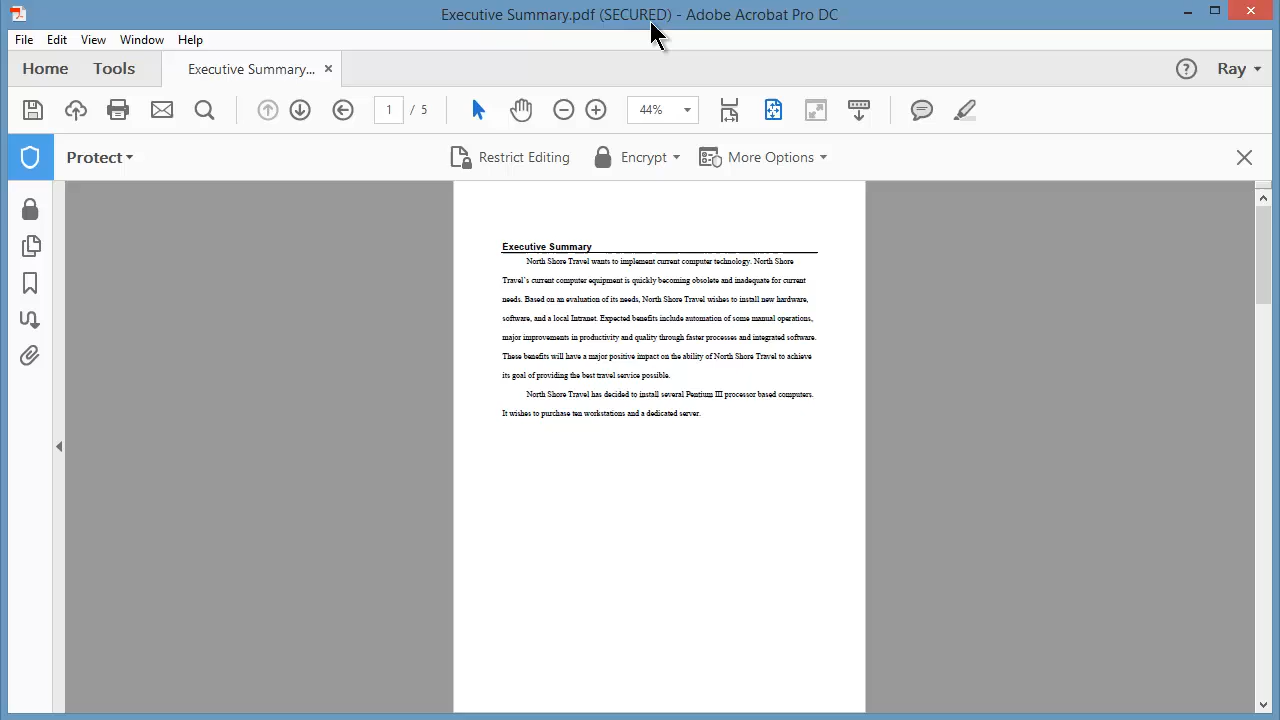 Executive Summary.pdf (SECURED) - Adobe Acrobat Pro DC
File Edit View Window Help
Home Tools Executive Summary... × Ray
1 / 5 44%
Protect Restrict Editing Encrypt More Options
Executive Summary
North Shore Travel wants to implement current computer technology. North Shore
Travel's current computer equipment is quickly becoming obsolete and inadequate for current
needs. Based on an evaluation of its needs, North Shore Travel wishes to install new hardware,
software, and a local Intranet. Expected benefits include automation of some manual operations,
major improvements in productivity and quality through faster processes and integrated software.
These benefits will have a major positive impact on the ability of North Shore Travel to achieve
its goal of providing the best travel service possible.
North Shore Travel has decided to install several Pentium III processor based computers.
It wishes to purchase ten workstations and a dedicated server.